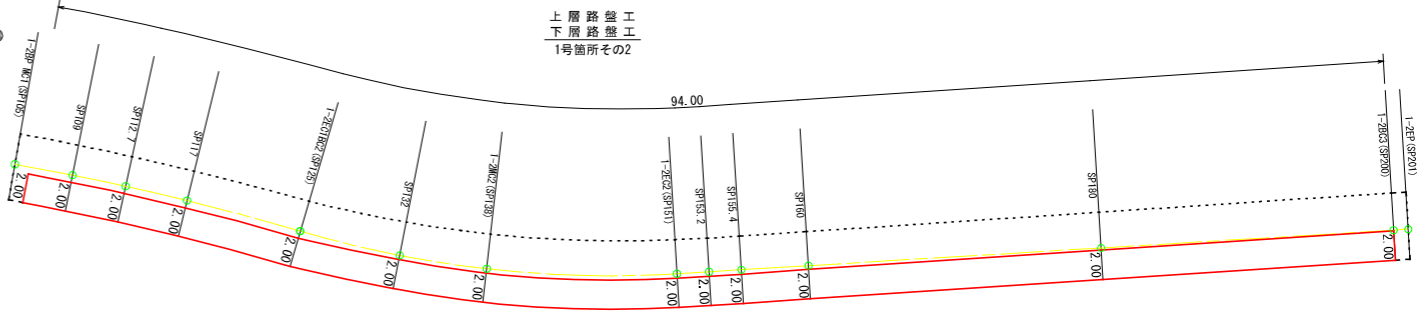 上層路盤工
下層路盤工
1号箇所その2
94.00
1-2BP MC1(SP105)
SP109
SP112.7
SP117
1-2EC1BC2(SP125)
SP132
1-2MC2(SP138)
1-2EC2(SP151)
SP153.2
SP155.4
SP160
SP180
1-2BC3(SP200)
1-2EP(SP201)
2.00
2.00
2.00
2.00
2.00
2.00
2.00
2.00
2.00
2.00
2.00
2.00
2.00